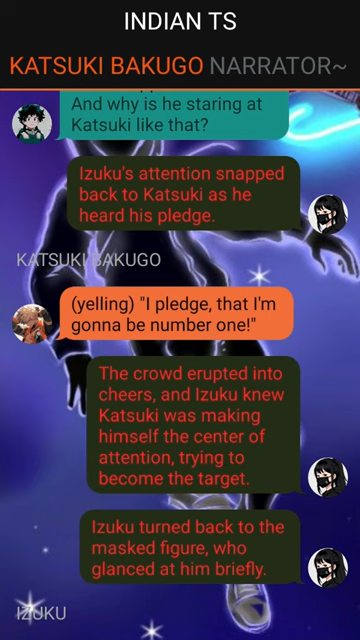 INDIAN TS
KATSUKI BAKUGO NARRATOR~
And why is he staring at
Katsuki like that?
Izuku's attention snapped
back to Katsuki as he
heard his pledge.
KATSUKI BAKUGO
(yelling) "I pledge, that I'm
gonna be number one!"
The crowd erupted into
cheers, and Izuku knew
Katsuki was making
himself the center of
attention, trying to
become the target.
Izuku turned back to the
masked figure, who
glanced at him briefly.
IZUKU